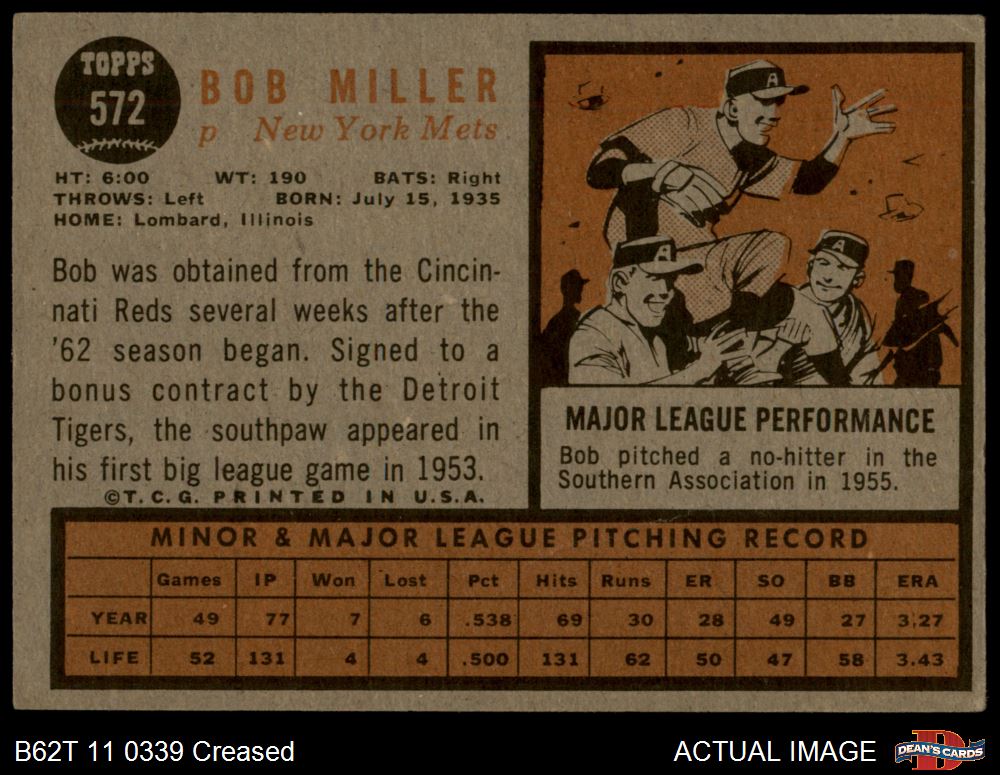 TOPPS
572
BOB MILLER
p New York Mets
HT: 6:00 WT: 190 BATS: Right
THROWS: Left BORN: July 15, 1935
HOME: Lombard, Illinois
Bob was obtained from the Cincin-
nati Reds several weeks after the
'62 season began. Signed to a
bonus contract by the Detroit
Tigers, the southpaw appeared in
his first big league game in 1953.
©T.C.G. PRINTED IN U.S.A.
A
A
A
MAJOR LEAGUE PERFORMANCE
Bob pitched a no-hitter in the
Southern Association in 1955.
MINOR & MAJOR LEAGUE PITCHING RECORD
Games IP Won Lost Pct Hits Runs ER SO BB ERA
YEAR 49 77 7 6 .538 69 30 28 49 27 3.27
LIFE 52 131 4 4 .500 131 62 50 47 58 3.43
B62T 11 0339 Creased
ACTUAL IMAGE
D
DEAN'S CARDS